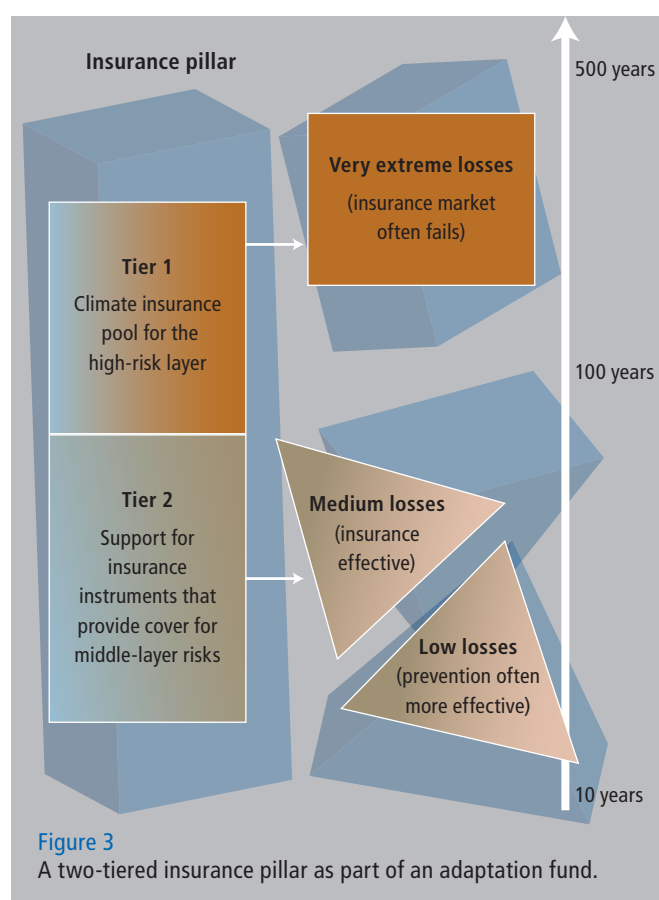 Insurance pillar
500 years
Very extreme losses
(insurance market
often fails)
Tier 1
Climate insurance
pool for the
high-risk layer
100 years
Tier 2
Support for
insurance
instruments that
provide cover for
middle-layer risks
Medium losses
(insurance
effective)
Low losses
(prevention often
more effective)
10 years
Figure 3
A two-tiered insurance pillar as part of an adaptation fund.